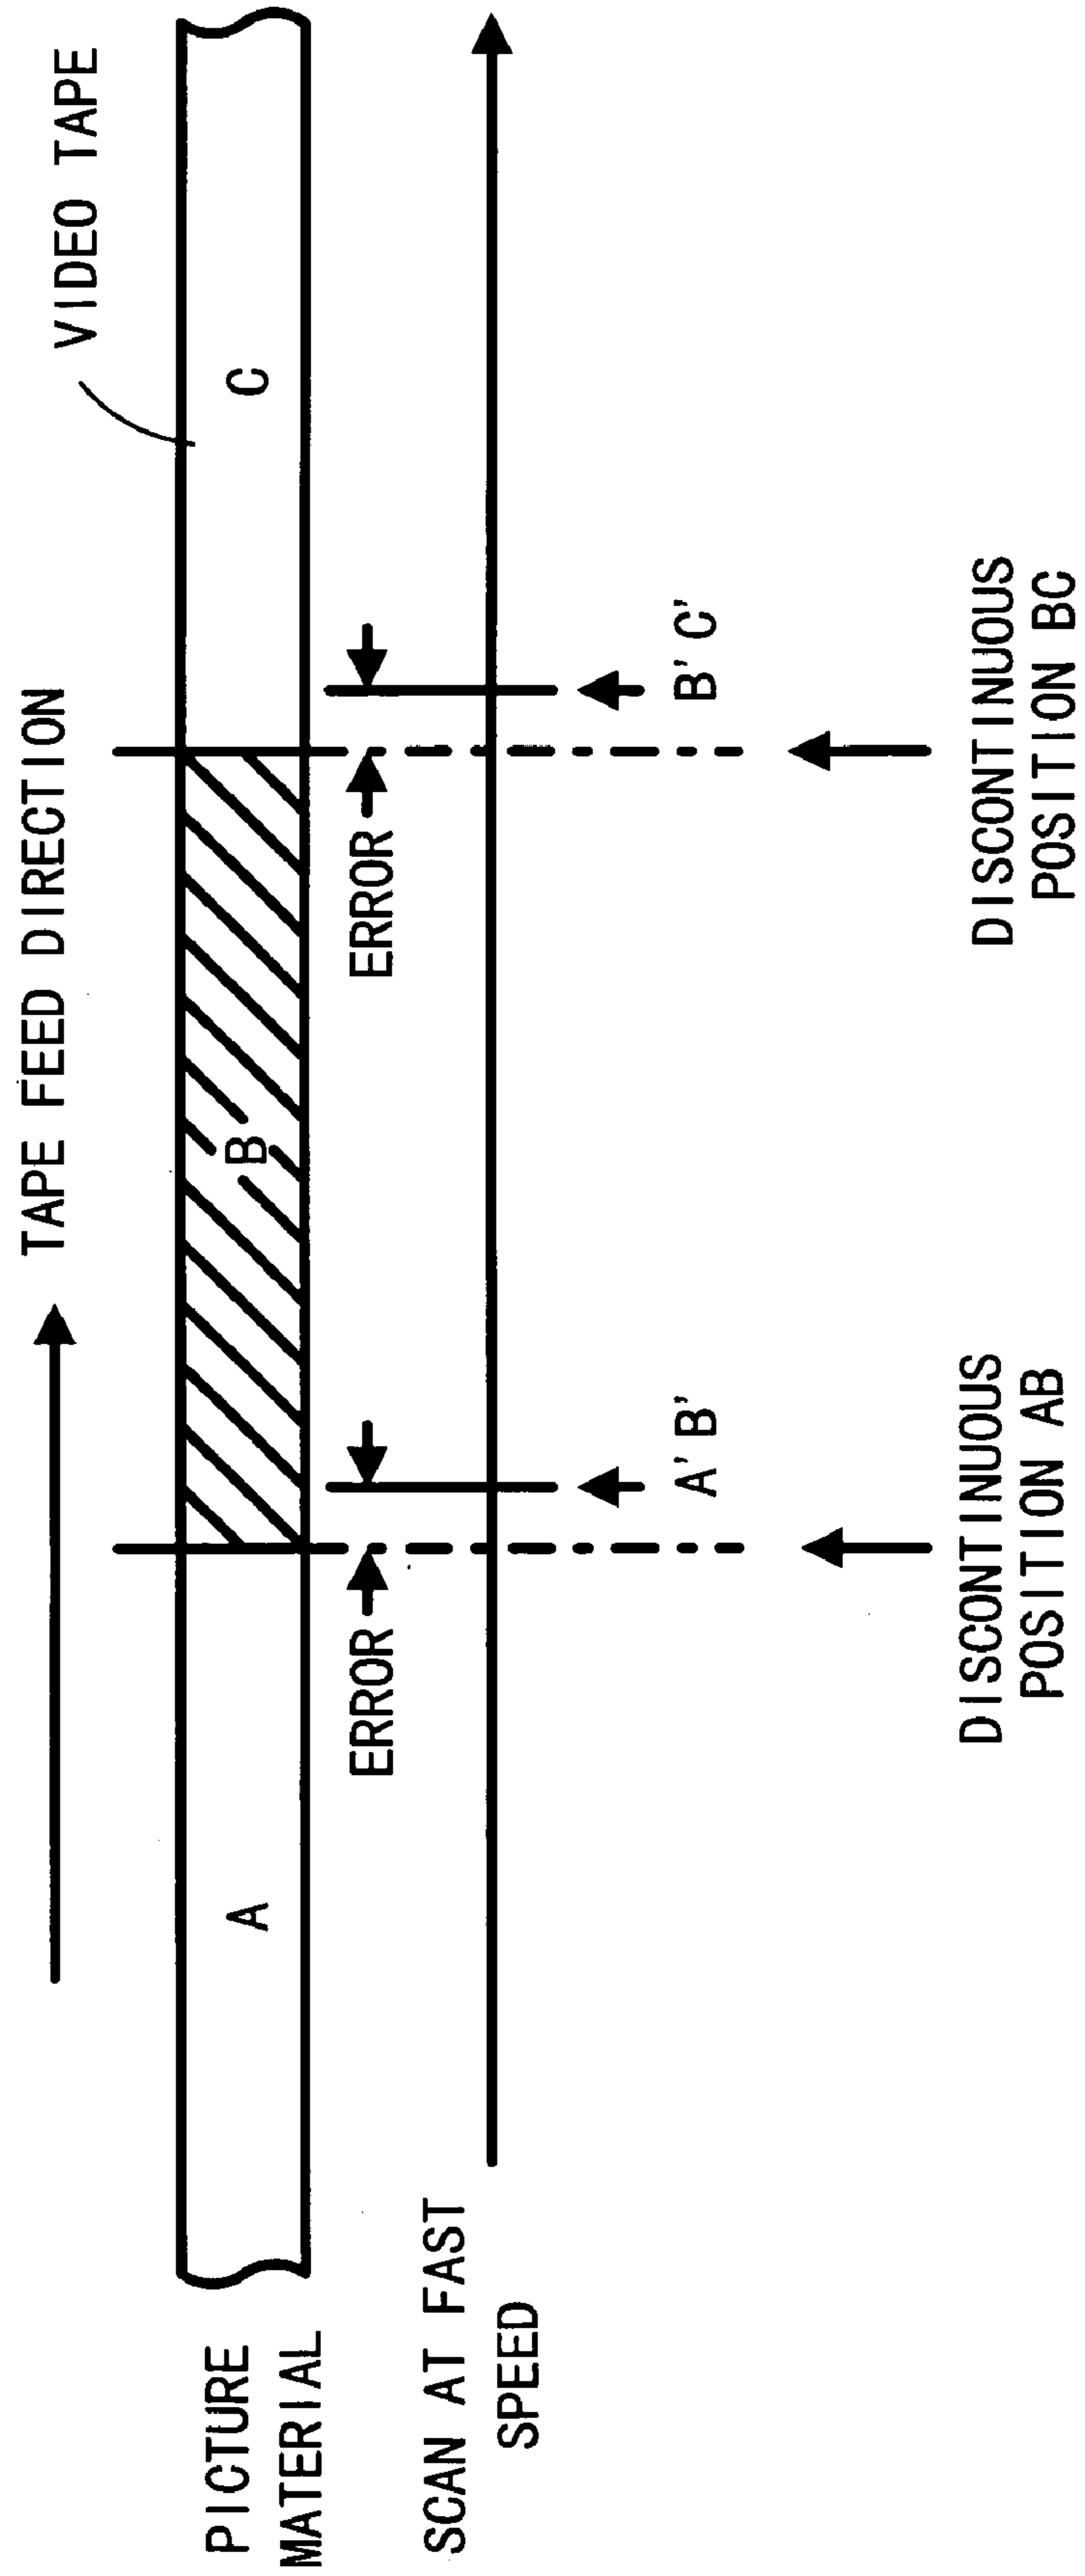 TAPE FEED DIRECTION
VIDEO TAPE
PICTURE
MATERIAL
A
B
C
ERROR
ERROR
SCAN AT FAST
SPEED
A' B'
B' C'
DISCONTINUOUS
POSITION AB
DISCONTINUOUS
POSITION BC